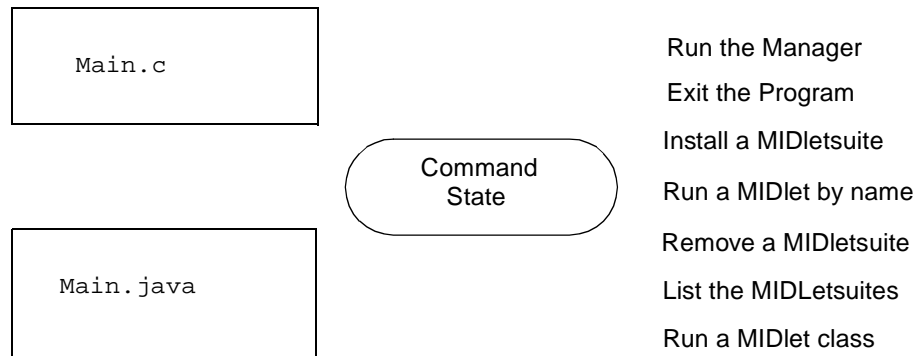 Main.c
Command
State
Main.java
Run the Manager
Exit the Program
Install a MIDletsuite
Run a MIDlet by name
Remove a MIDletsuite
List the MIDLetsuites
Run a MIDlet class